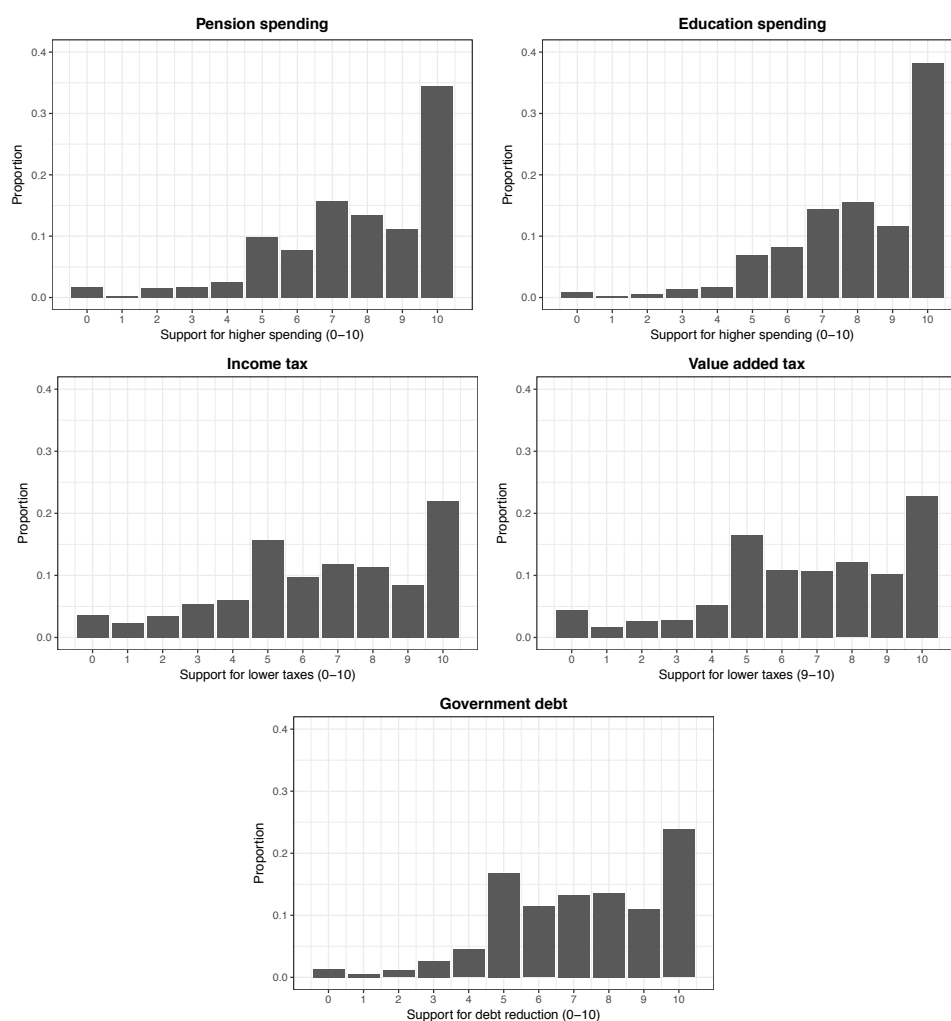 Pension spending
Education spending
0.4
0.3
0.2
0.1
0.0
Proportion
0 1 2 3 4 5 6 7 8 9 10
Support for higher spending (0–10)
0.4
0.3
0.2
0.1
0.0
Proportion
0 1 2 3 4 5 6 7 8 9 10
Support for higher spending (0–10)
Income tax
Value added tax
0.4
0.3
0.2
0.1
0.0
Proportion
0 1 2 3 4 5 6 7 8 9 10
Support for lower taxes (0–10)
0.4
0.3
0.2
0.1
0.0
Proportion
0 1 2 3 4 5 6 7 8 9 10
Support for lower taxes (9–10)
Government debt
0.4
0.3
0.2
0.1
0.0
Proportion
0 1 2 3 4 5 6 7 8 9 10
Support for debt reduction (0–10)